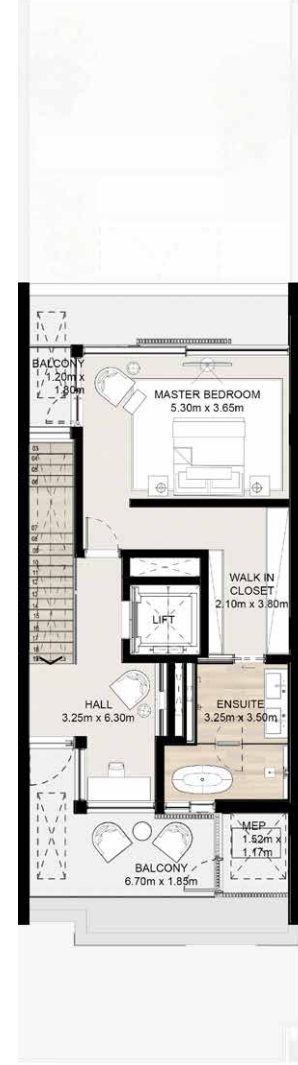 BALCONY
1.20m x
1.80m
MASTER BEDROOM
5.30m x 3.65m
WALK IN
CLOSET
2.10m x 3.80m
LIFT
HALL
3.25m x 6.30m
ENSUITE
3.25m x 3.50m
MEP
1.52m x
1.17m
BALCONY
6.70m x 1.85m